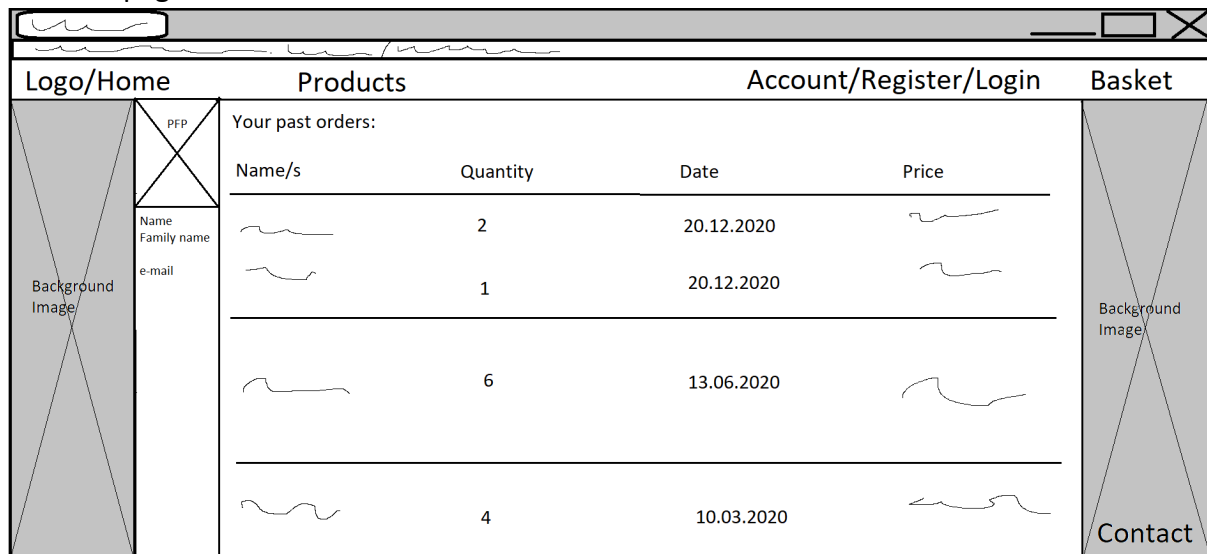 Logo/Home Products Account/Register/Login Basket
PFP
Your past orders:
Name/s Quantity Date Price
Name
Family name
e-mail
2 20.12.2020
1 20.12.2020
6 13.06.2020
4 10.03.2020
Background
Image
Background
Image
Contact